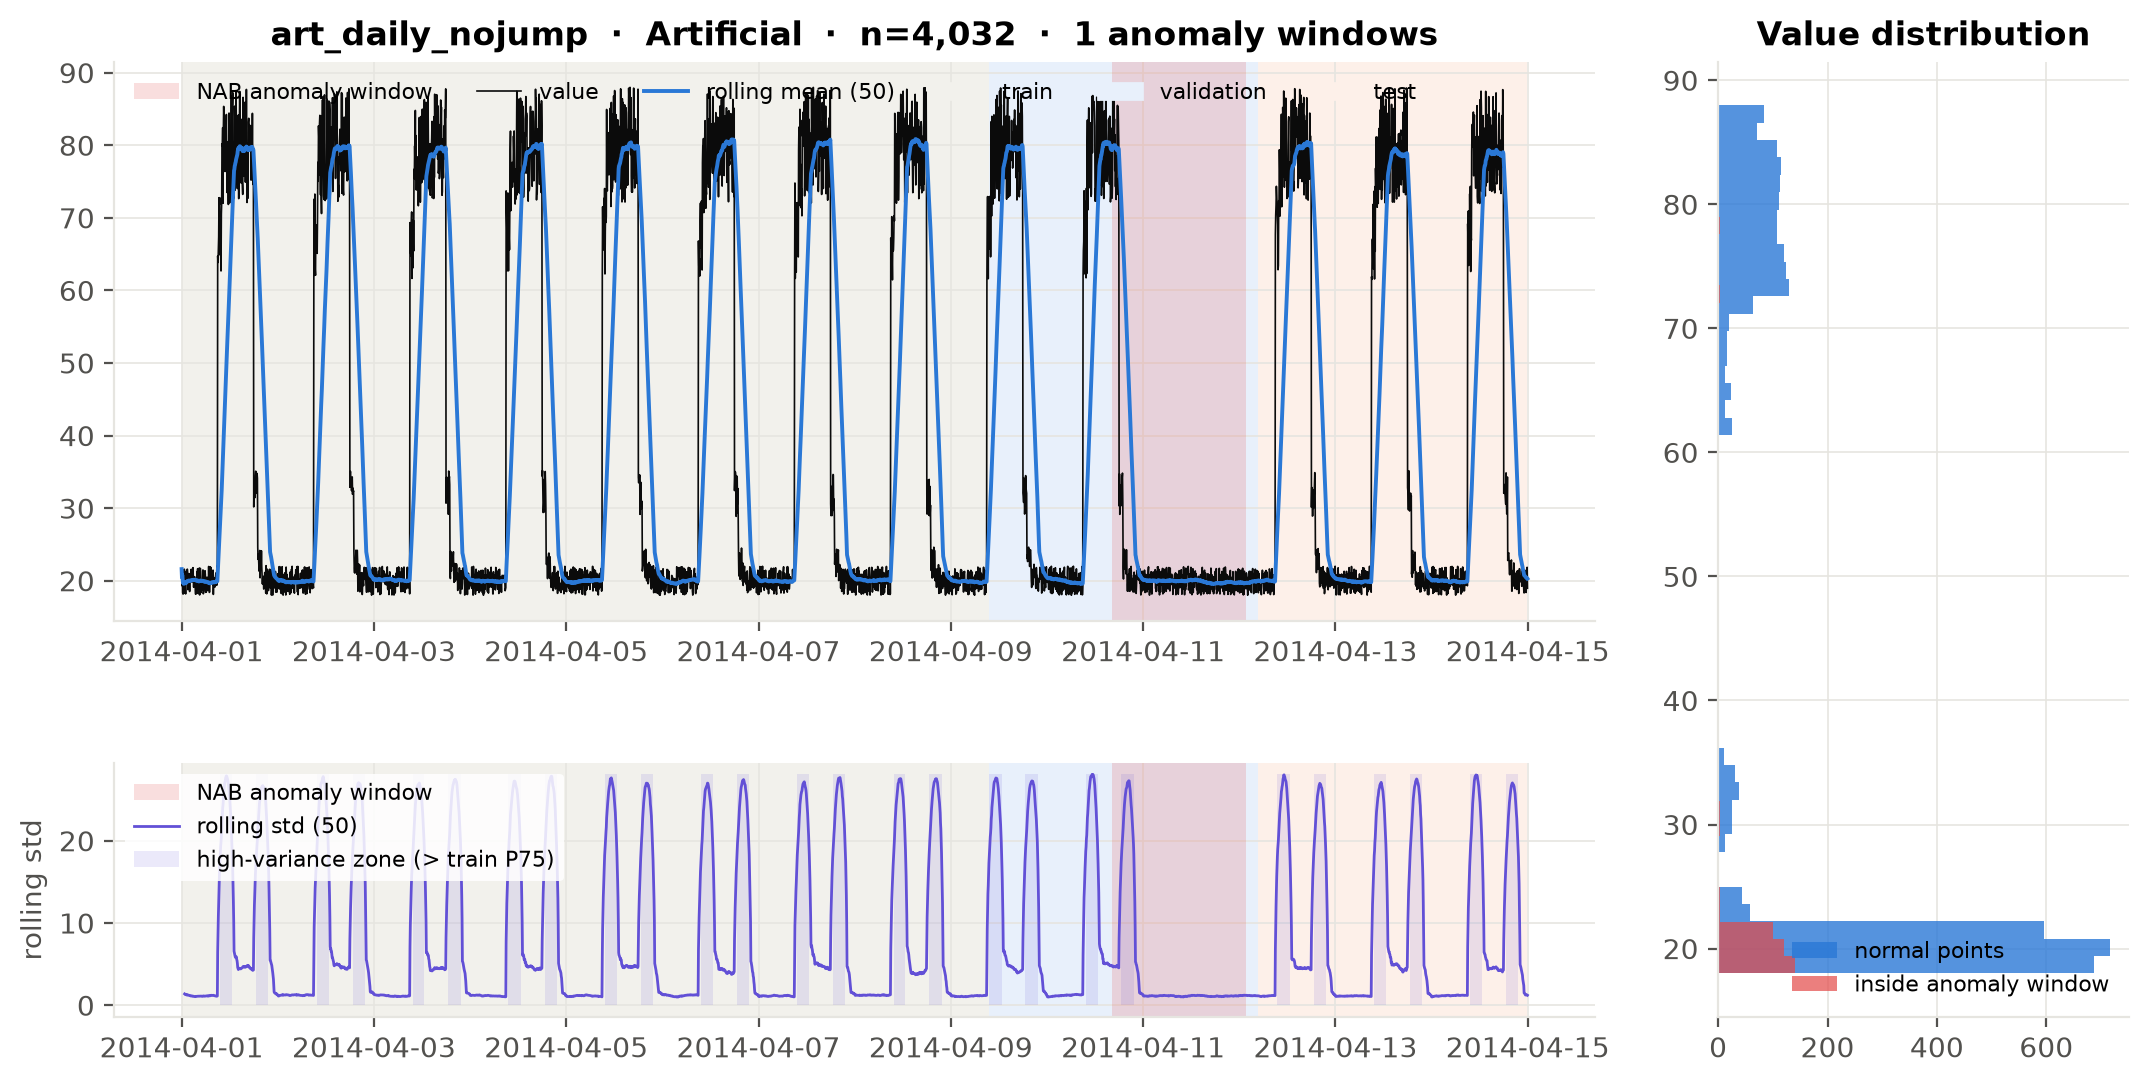 art_daily_nojump · Artificial · n=4,032 · 1 anomaly windows
NAB anomaly window
value
rolling mean (50)
train
validation
test
90
80
70
60
50
40
30
20
2014-04-01
2014-04-03
2014-04-05
2014-04-07
2014-04-09
2014-04-11
2014-04-13
2014-04-15
rolling std
NAB anomaly window
rolling std (50)
high-variance zone (> train P75)
20
10
0
2014-04-01
2014-04-03
2014-04-05
2014-04-07
2014-04-09
2014-04-11
2014-04-13
2014-04-15
Value distribution
90
80
70
60
50
40
30
20
normal points
inside anomaly window
0
200
400
600